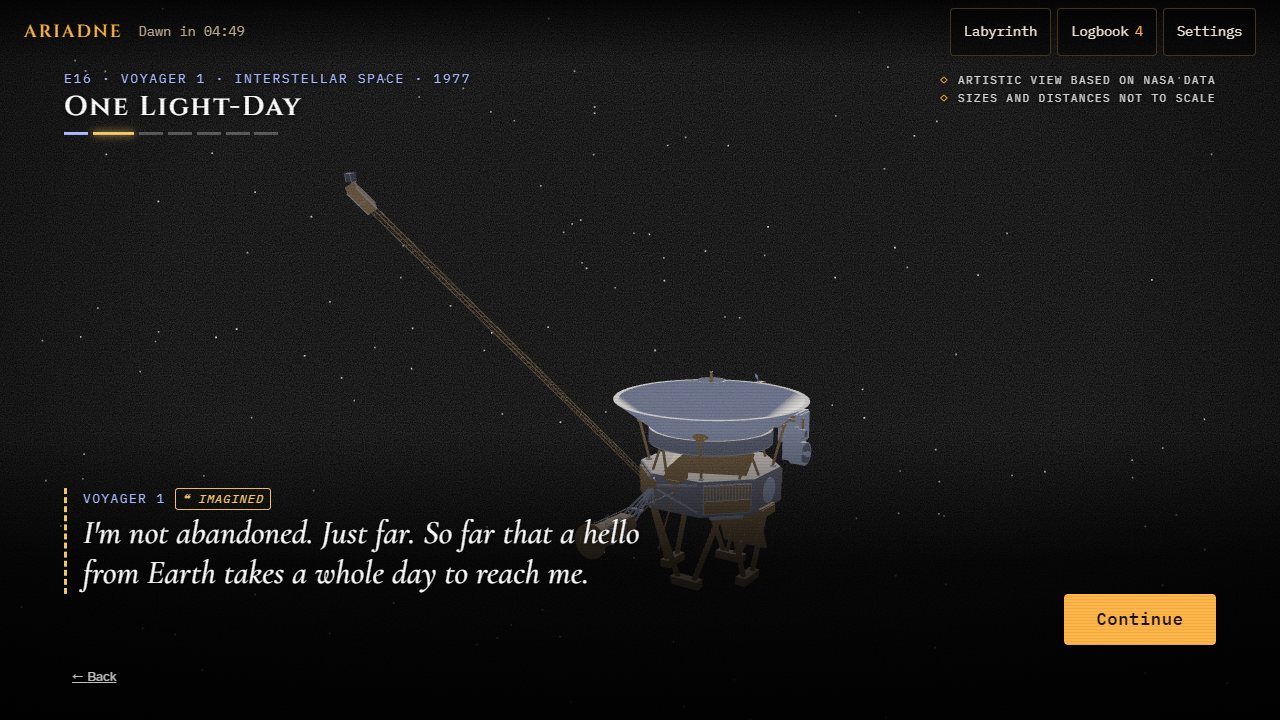 ARIADNE Dawn in 04:49
Labyrinth
Logbook 4
Settings
E16 · VOYAGER 1 · INTERSTELLAR SPACE · 1977
One Light-Day
◇ ARTISTIC VIEW BASED ON NASA DATA
◇ SIZES AND DISTANCES NOT TO SCALE
VOYAGER 1 ❝ IMAGINED
I'm not abandoned. Just far. So far that a hello
from Earth takes a whole day to reach me.
Continue
← Back